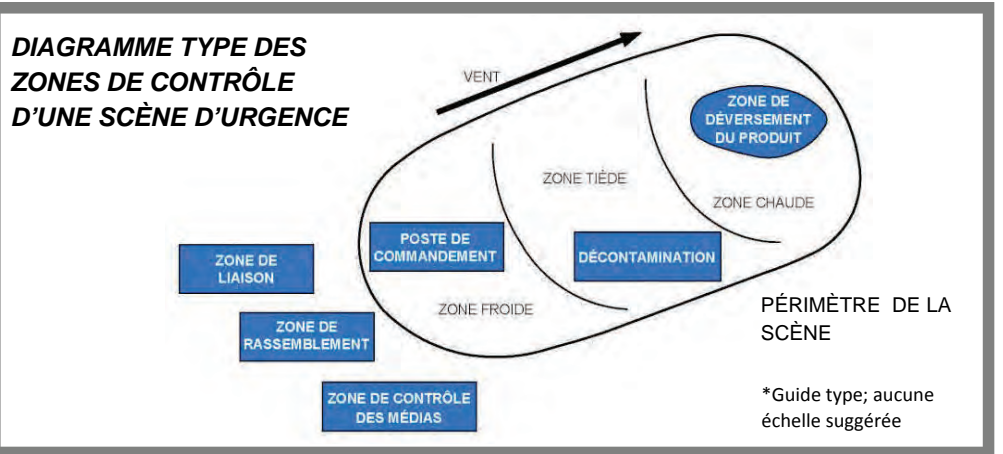 DIAGRAMME TYPE DES
ZONES DE CONTRÔLE
D'UNE SCÈNE D'URGENCE
VENT
ZONE DE
DÉVERSEMENT
DU PRODUIT
ZONE TIÈDE
ZONE CHAUDE
POSTE DE
COMMANDEMENT
DÉCONTAMINATION
ZONE DE
LIAISON
ZONE FROIDE
PÉRIMÈTRE DE LA
SCÈNE
ZONE DE
RASSEMBLEMENT
ZONE DE CONTRÔLE
DES MÉDIAS
*Guide type; aucune
échelle suggérée